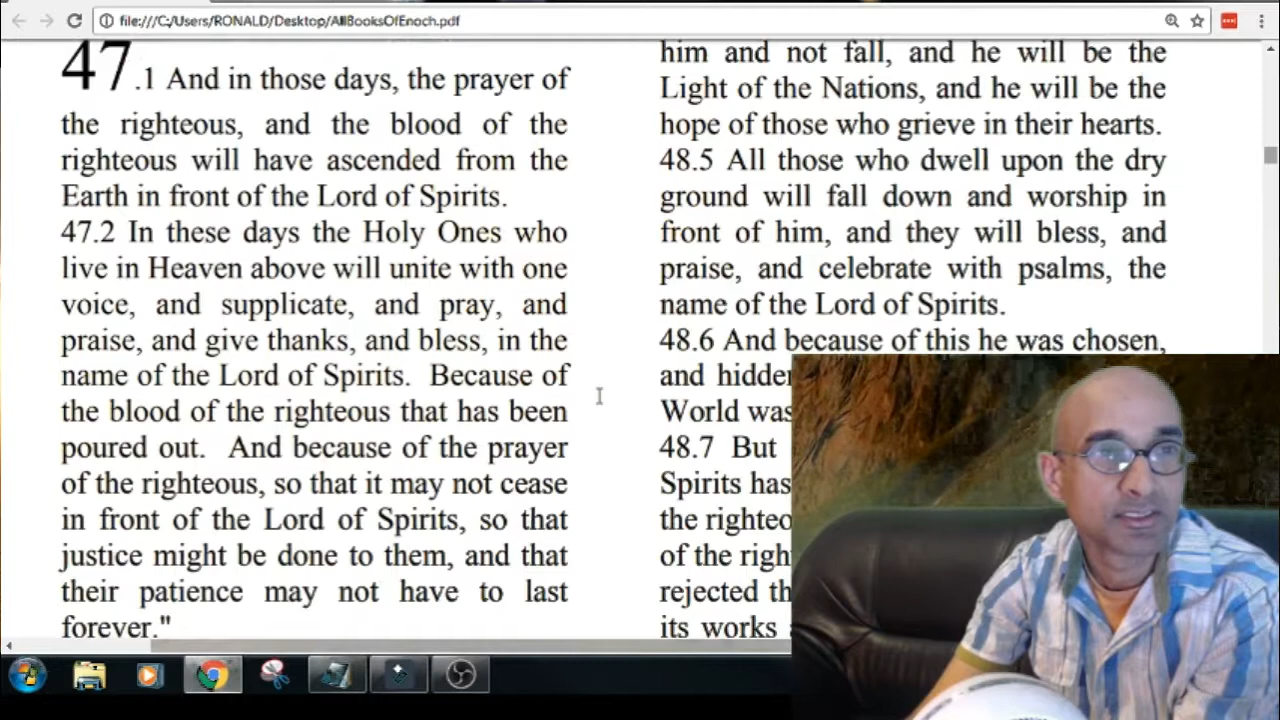 file:///C:/Users/RONALD/Desktop/AllBooksOfEnoch.pdf
47.1 And in those days, the prayer of
the righteous, and the blood of the
righteous will have ascended from the
Earth in front of the Lord of Spirits.
47.2 In these days the Holy Ones who
live in Heaven above will unite with one
voice, and supplicate, and pray, and
praise, and give thanks, and bless, in the
name of the Lord of Spirits. Because of
the blood of the righteous that has been
poured out. And because of the prayer
of the righteous, so that it may not cease
in front of the Lord of Spirits, so that
justice might be done to them, and that
their patience may not have to last
forever."
him and not fall, and he will be the
Light of the Nations, and he will be the
hope of those who grieve in their hearts.
48.5 All those who dwell upon the dry
ground will fall down and worship in
front of him, and they will bless, and
praise, and celebrate with psalms, the
name of the Lord of Spirits.
48.6 And because of this he was chosen,
and hidden
World was
48.7 But
Spirits has
the righteo
of the righ
rejected th
its works